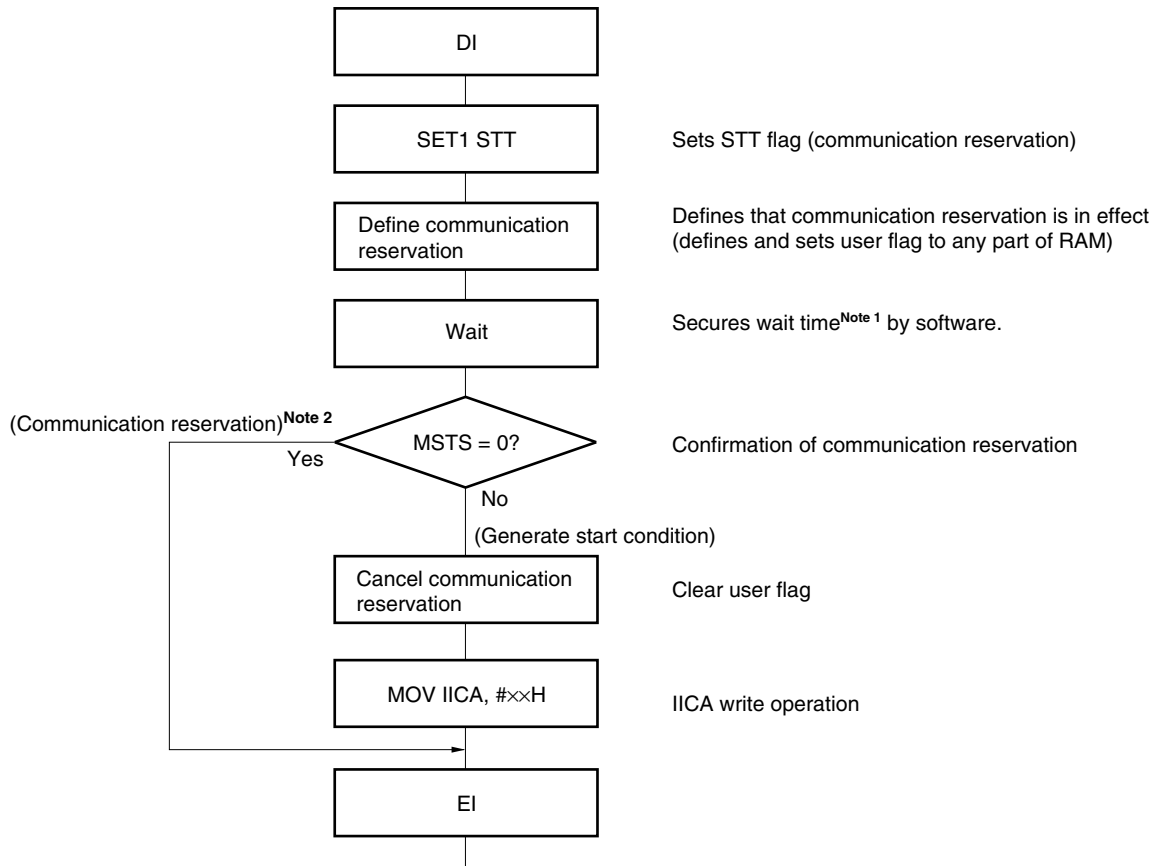 DI
SET1 STT
Sets STT flag (communication reservation)
Define communication
reservation
Defines that communication reservation is in effect
(defines and sets user flag to any part of RAM)
Wait
Secures wait timeNote 1 by software.
(Communication reservation)Note 2
Yes
MSTS = 0?
Confirmation of communication reservation
No
(Generate start condition)
Cancel communication
reservation
Clear user flag
MOV IICA, #××H
IICA write operation
EI